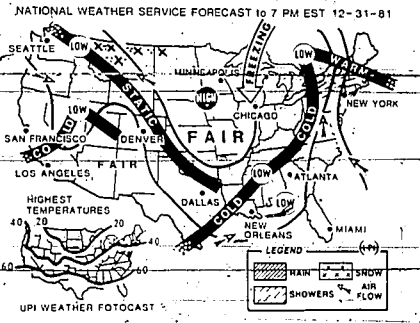 NATIONAL WEATHER SERVICE FORECAST to 7 PM EST 12-31-81
SEATTLE
LOW
FREEZING
LOW
WARM
MINNEAPOLIS
HIGH
STATIC
NEW YORK
LOW
CHICAGO
COLD
SAN FRANCISCO
DENVER
FAIR
COLD
FAIR
LOS ANGELES
LOW
ATLANTA
DALLAS
HIGHEST
TEMPERATURES
COLD
LOW
NEW
ORLEANS
MIAMI
40
20
20
40
60
60
LEGEND
(UPI)
RAIN
SNOW
SHOWERS
AIR
FLOW
UPI WEATHER FOTOCAST